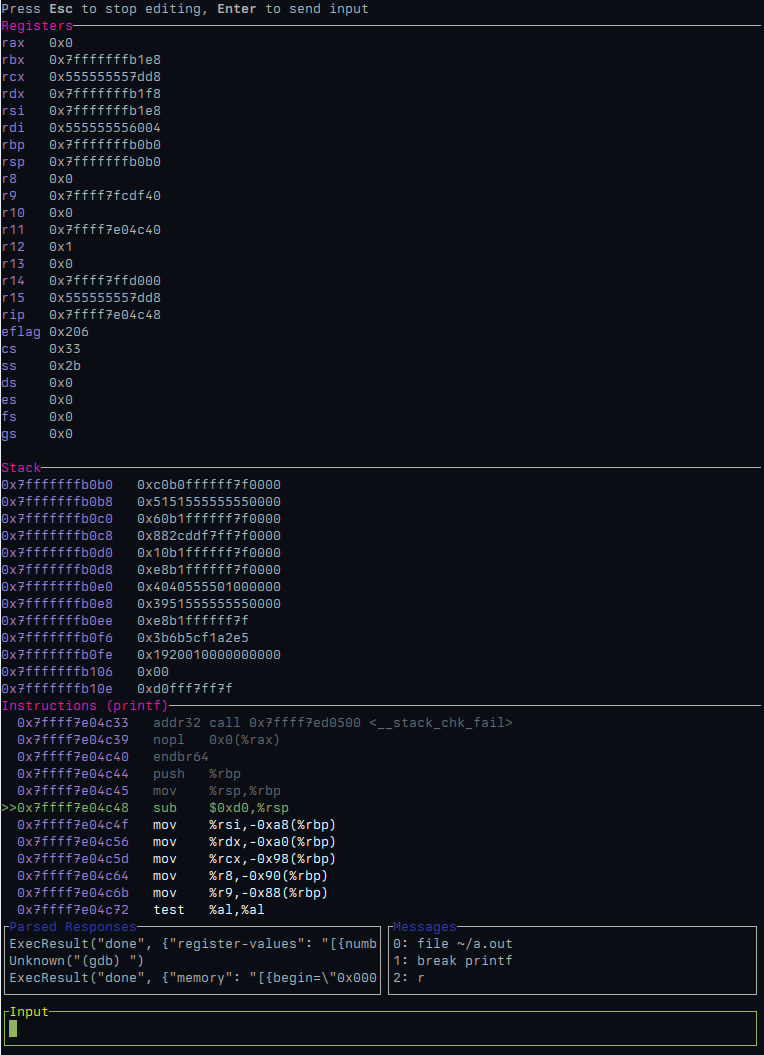 Press Esc to stop editing, Enter to send input
Registers
rax 0x0
rbx 0x7fffffffb1e8
rcx 0x555555557dd8
rdx 0x7fffffffb1f8
rsi 0x7fffffffb1e8
rdi 0x555555556004
rbp 0x7fffffffb0b0
rsp 0x7fffffffb0b0
r8 0x0
r9 0x7ffff7fcdf40
r10 0x0
r11 0x7ffff7e04c40
r12 0x1
r13 0x0
r14 0x7ffff7ffd000
r15 0x555555557dd8
rip 0x7ffff7e04c48
eflag 0x206
cs 0x33
ss 0x2b
ds 0x0
es 0x0
fs 0x0
gs 0x0
Stack
0x7fffffffb0b0 0xc0b0ffffff7f0000
0x7fffffffb0b8 0x5151555555550000
0x7fffffffb0c0 0x60b1ffffff7f0000
0x7fffffffb0c8 0x882cddf7ff7f0000
0x7fffffffb0d0 0x10b1ffffff7f0000
0x7fffffffb0d8 0xe8b1ffffff7f0000
0x7fffffffb0e0 0x4040555501000000
0x7fffffffb0e8 0x3951555555550000
0x7fffffffb0ee 0xe8b1ffffff7f
0x7fffffffb0f6 0x3b6b5cf1a2e5
0x7fffffffb0fe 0x1920010000000000
0x7fffffffb106 0x00
0x7fffffffb10e 0xd0fff7ff7f
Instructions (printf)
0x7ffff7e04c33 addr32 call 0x7ffff7ed0500 <__stack_chk_fail>
0x7ffff7e04c39 nopl 0x0(%rax)
0x7ffff7e04c40 endbr64
0x7ffff7e04c44 push %rbp
0x7ffff7e04c45 mov %rsp,%rbp
>>0x7ffff7e04c48 sub $0xd0,%rsp
0x7ffff7e04c4f mov %rsi,-0xa8(%rbp)
0x7ffff7e04c56 mov %rdx,-0xa0(%rbp)
0x7ffff7e04c5d mov %rcx,-0x98(%rbp)
0x7ffff7e04c64 mov %r8,-0x90(%rbp)
0x7ffff7e04c6b mov %r9,-0x88(%rbp)
0x7ffff7e04c72 test %al,%al
Parsed Responses
ExecResult("done", {"register-values": "[{numb
Unknown("(gdb) ")
ExecResult("done", {"memory": "[{begin=\"0x000
Messages
0: file ~/a.out
1: break printf
2: r
Input